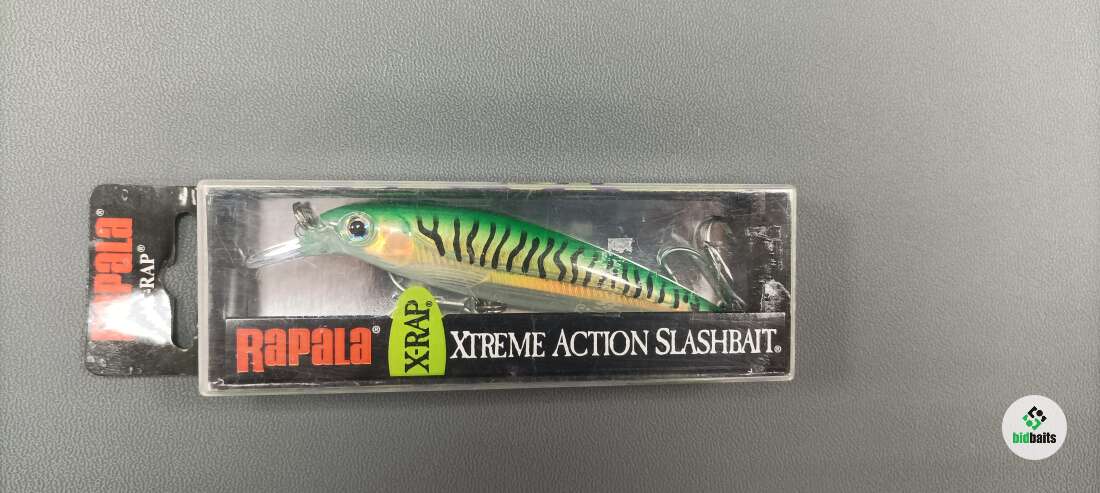 RAPALA®
X-RAP®
RAPALA®
X-RAP®
XTREME ACTION SLASHBAIT®
bidbaits